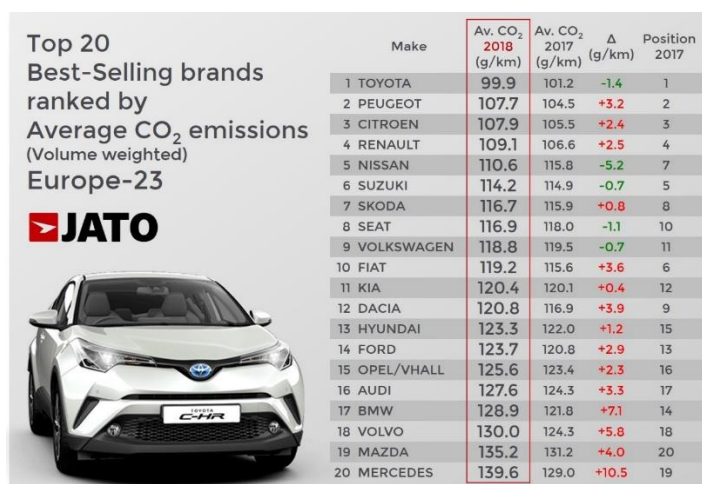 Top 20
Best-Selling brands
ranked by
Average CO₂ emissions
(Volume weighted)
Europe-23
JATO
TOYOTA
C-HR
Make Av. CO₂ 2018 (g/km) Av. CO₂ 2017 (g/km) Δ (g/km) Position 2017
1 TOYOTA 99.9 101.2 -1.4 1
2 PEUGEOT 107.7 104.5 +3.2 2
3 CITROEN 107.9 105.5 +2.4 3
4 RENAULT 109.1 106.6 +2.5 4
5 NISSAN 110.6 115.8 -5.2 7
6 SUZUKI 114.2 114.9 -0.7 5
7 SKODA 116.7 115.9 +0.8 8
8 SEAT 116.9 118.0 -1.1 10
9 VOLKSWAGEN 118.8 119.5 -0.7 11
10 FIAT 119.2 115.6 +3.6 6
11 KIA 120.4 120.1 +0.4 12
12 DACIA 120.8 116.9 +3.9 9
13 HYUNDAI 123.3 122.0 +1.2 15
14 FORD 123.7 120.8 +2.9 13
15 OPEL/VHALL 125.6 123.4 +2.3 16
16 AUDI 127.6 124.3 +3.3 17
17 BMW 128.9 121.8 +7.1 14
18 VOLVO 130.0 124.3 +5.8 18
19 MAZDA 135.2 131.2 +4.0 20
20 MERCEDES 139.6 129.0 +10.5 19